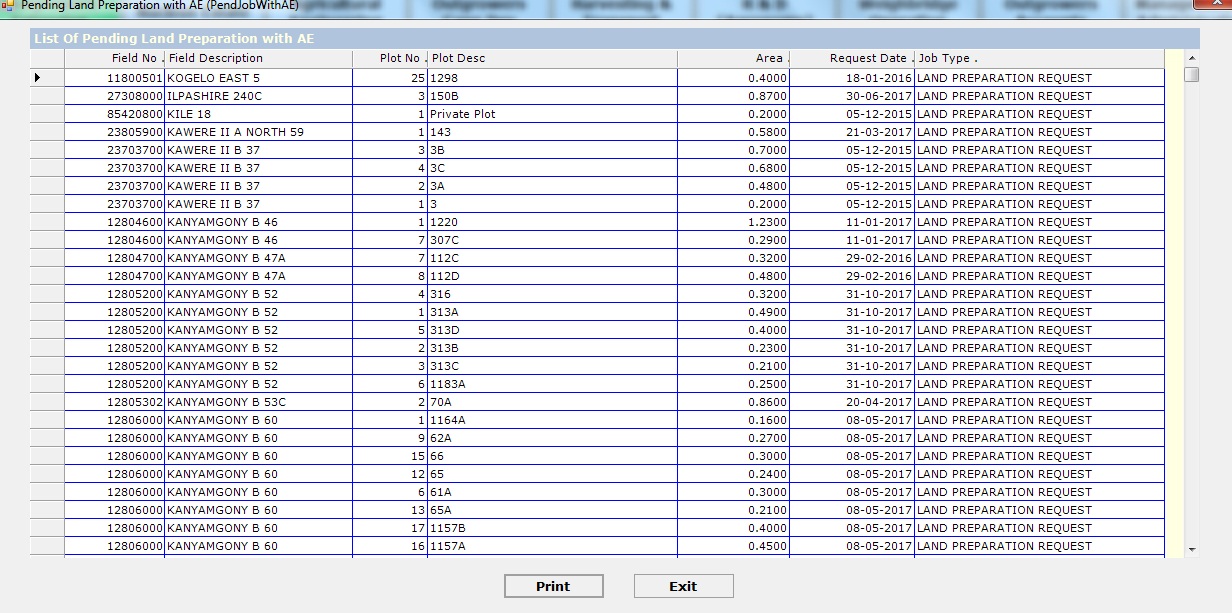 Pending Land Preparation with AE (PendJobWithAE)
List Of Pending Land Preparation with AE
Field No . Field Description Plot No . Plot Desc Area . Request Date . Job Type .
11800501 KOGELO EAST 5 25 1298 0.4000 18-01-2016 LAND PREPARATION REQUEST
27308000 ILPASHIRE 240C 3 150B 0.8700 30-06-2017 LAND PREPARATION REQUEST
85420800 KILE 18 1 Private Plot 0.2000 05-12-2015 LAND PREPARATION REQUEST
23805900 KAWERE II A NORTH 59 1 143 0.5800 21-03-2017 LAND PREPARATION REQUEST
23703700 KAWERE II B 37 3 3B 0.7000 05-12-2015 LAND PREPARATION REQUEST
23703700 KAWERE II B 37 4 3C 0.6800 05-12-2015 LAND PREPARATION REQUEST
23703700 KAWERE II B 37 2 3A 0.4800 05-12-2015 LAND PREPARATION REQUEST
23703700 KAWERE II B 37 1 3 0.2000 05-12-2015 LAND PREPARATION REQUEST
12804600 KANYAMGONY B 46 1 1220 1.2300 11-01-2017 LAND PREPARATION REQUEST
12804600 KANYAMGONY B 46 7 307C 0.2900 11-01-2017 LAND PREPARATION REQUEST
12804700 KANYAMGONY B 47A 7 112C 0.3200 29-02-2016 LAND PREPARATION REQUEST
12804700 KANYAMGONY B 47A 8 112D 0.4800 29-02-2016 LAND PREPARATION REQUEST
12805200 KANYAMGONY B 52 4 316 0.3200 31-10-2017 LAND PREPARATION REQUEST
12805200 KANYAMGONY B 52 1 313A 0.4900 31-10-2017 LAND PREPARATION REQUEST
12805200 KANYAMGONY B 52 5 313D 0.4000 31-10-2017 LAND PREPARATION REQUEST
12805200 KANYAMGONY B 52 2 313B 0.2300 31-10-2017 LAND PREPARATION REQUEST
12805200 KANYAMGONY B 52 3 313C 0.2100 31-10-2017 LAND PREPARATION REQUEST
12805200 KANYAMGONY B 52 6 1183A 0.2500 31-10-2017 LAND PREPARATION REQUEST
12805302 KANYAMGONY B 53C 2 70A 0.8600 20-04-2017 LAND PREPARATION REQUEST
12806000 KANYAMGONY B 60 1 1164A 0.1600 08-05-2017 LAND PREPARATION REQUEST
12806000 KANYAMGONY B 60 9 62A 0.2700 08-05-2017 LAND PREPARATION REQUEST
12806000 KANYAMGONY B 60 15 66 0.3000 08-05-2017 LAND PREPARATION REQUEST
12806000 KANYAMGONY B 60 12 65 0.2400 08-05-2017 LAND PREPARATION REQUEST
12806000 KANYAMGONY B 60 6 61A 0.3000 08-05-2017 LAND PREPARATION REQUEST
12806000 KANYAMGONY B 60 13 65A 0.2100 08-05-2017 LAND PREPARATION REQUEST
12806000 KANYAMGONY B 60 17 1157B 0.4000 08-05-2017 LAND PREPARATION REQUEST
12806000 KANYAMGONY B 60 16 1157A 0.4500 08-05-2017 LAND PREPARATION REQUEST
Print Exit